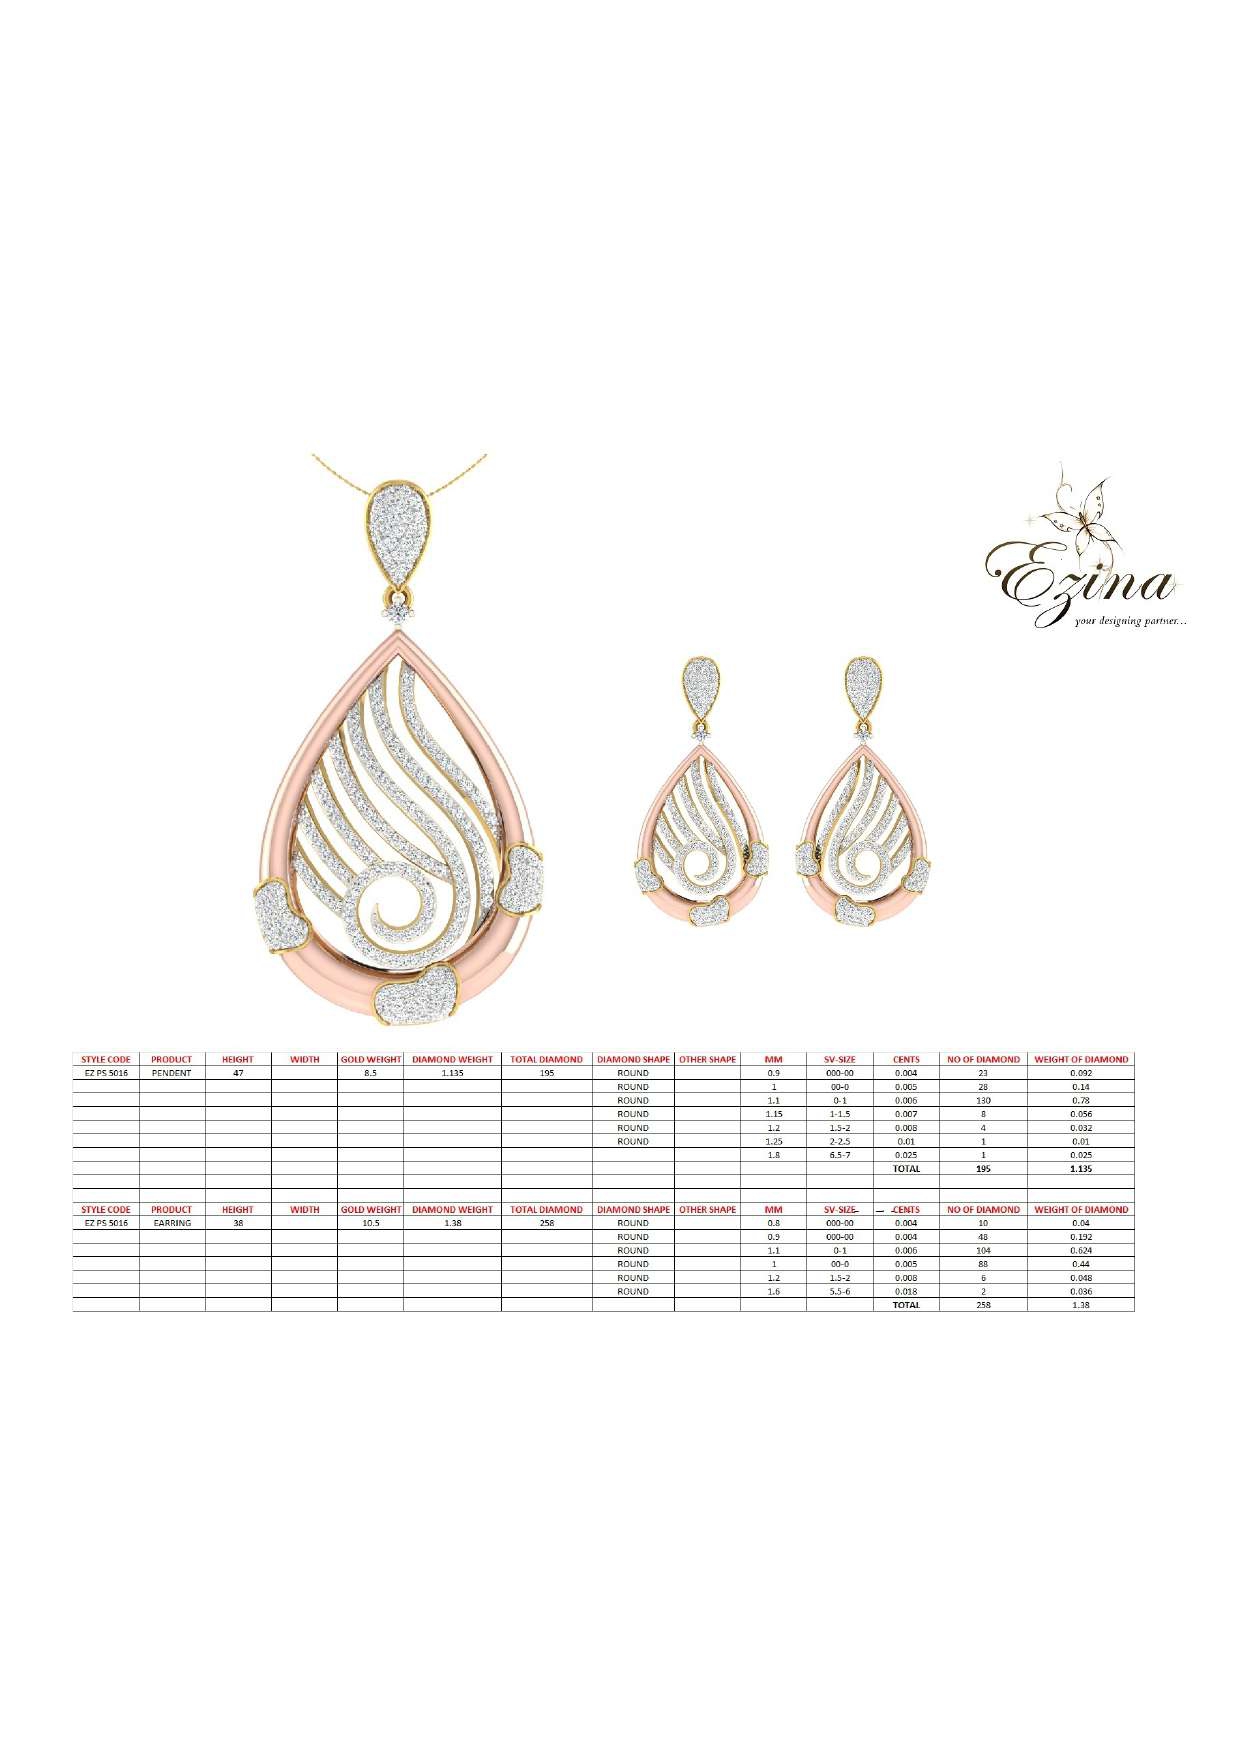 Ezina
your designing partner...
STYLE CODE PRODUCT HEIGHT WIDTH GOLD WEIGHT DIAMOND WEIGHT TOTAL DIAMOND DIAMOND SHAPE OTHER SHAPE MM SV-SIZE CENTS NO OF DIAMOND WEIGHT OF DIAMOND
EZ PS 5016 PENDENT 47 8.5 1.135 195 ROUND 0.9 000-00 0.004 23 0.092
ROUND 1 00-0 0.005 28 0.14
ROUND 1.1 0-1 0.006 130 0.78
ROUND 1.15 1-1.5 0.007 8 0.056
ROUND 1.2 1.5-2 0.008 4 0.032
ROUND 1.25 2-2.5 0.01 1 0.01
1.8 6.5-7 0.025 1 0.025
TOTAL 195 1.135
STYLE CODE PRODUCT HEIGHT WIDTH GOLD WEIGHT DIAMOND WEIGHT TOTAL DIAMOND DIAMOND SHAPE OTHER SHAPE MM SV-SIZE CENTS NO OF DIAMOND WEIGHT OF DIAMOND
EZ PS 5016 EARRING 38 10.5 1.38 258 ROUND 0.8 000-00 0.004 10 0.04
ROUND 0.9 000-00 0.004 48 0.192
ROUND 1.1 0-1 0.006 104 0.624
ROUND 1 00-0 0.005 88 0.44
ROUND 1.2 1.5-2 0.008 6 0.048
ROUND 1.6 5.5-6 0.018 2 0.036
TOTAL 258 1.38